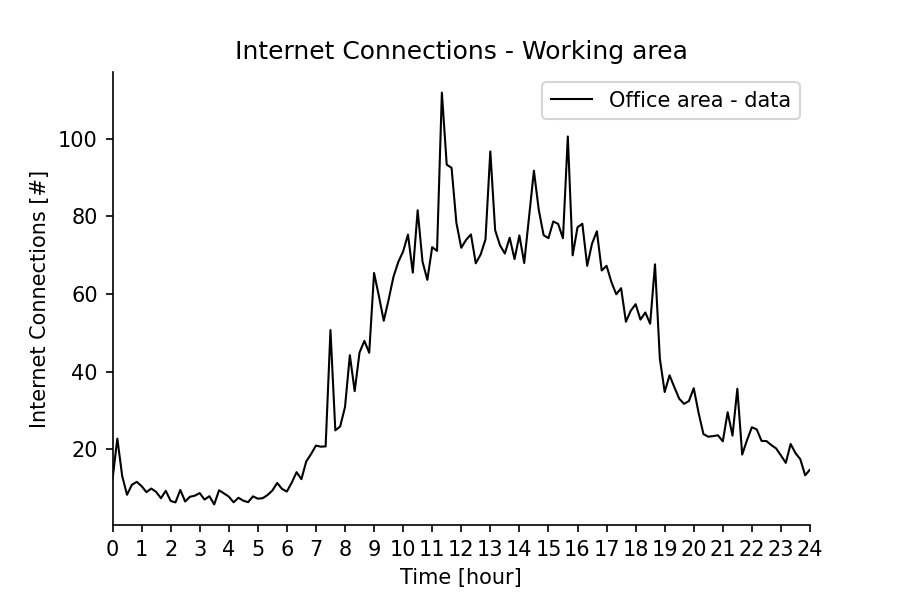 Internet Connections - Working area
Office area - data
Internet Connections [#]
100
80
60
40
20
0 1 2 3 4 5 6 7 8 9 10 11 12 13 14 15 16 17 18 19 20 21 22 23 24
Time [hour]